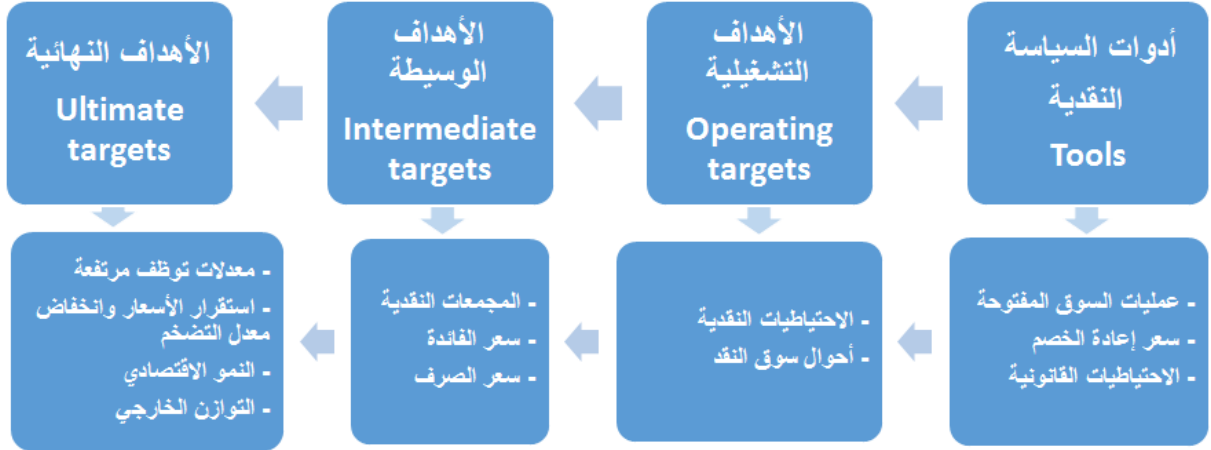 أدوات السياسة
النقدية
Tools
الأهداف
التشغيلية
Operating
targets
الأهداف
الوسيطة
Intermediate
targets
الأهداف النهائية
Ultimate
targets
- عمليات السوق المفتوحة
- سعر إعادة الخصم
- الاحتياطيات القانونية
- الاحتياطيات النقدية
- أحوال سوق النقد
- المجمعات النقدية
- سعر الفائدة
- سعر الصرف
- معدلات توظف مرتفعة
- استقرار الأسعار وانخفاض
معدل التضخم
- النمو الاقتصادي
- التوازن الخارجي